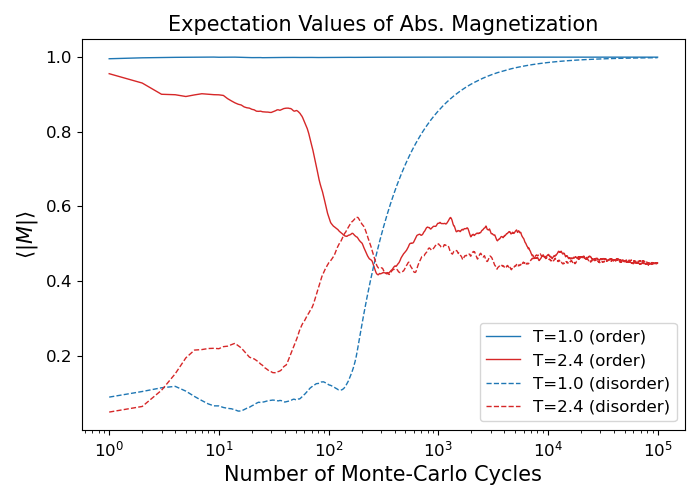 Expectation Values of Abs. Magnetization
⟨|M|⟩
1.0
0.8
0.6
0.4
0.2
10⁰ 10¹ 10² 10³ 10⁴ 10⁵
Number of Monte-Carlo Cycles
T=1.0 (order)
T=2.4 (order)
T=1.0 (disorder)
T=2.4 (disorder)